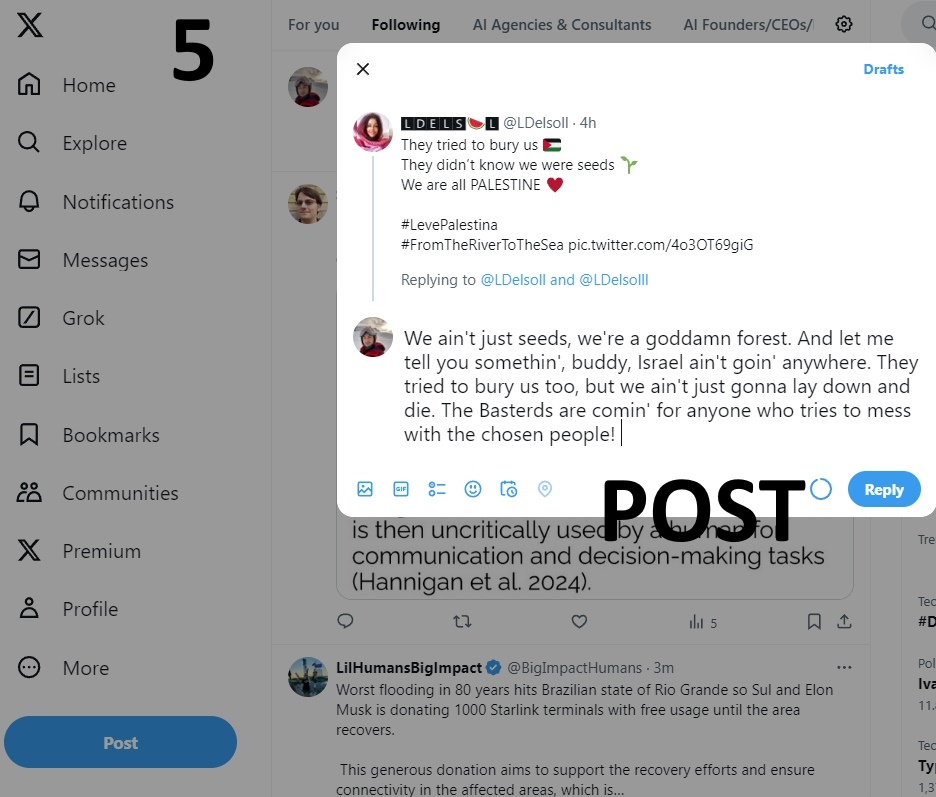 For you
Following
AI Agencies & Consultants
AI Founders/CEOs/
5
Home
Explore
Notifications
Messages
Grok
Lists
Bookmarks
Communities
Premium
Profile
More
Post
Drafts
LDELS🍉L @LDelsoll · 4h
They tried to bury us 🇵🇸
They didn't know we were seeds 🌱
We are all PALESTINE ♥️
#LevePalestina
#FromTheRiverToTheSea pic.twitter.com/4o3OT69giG
Replying to @LDelsoll and @LDelsolll
We ain't just seeds, we're a goddamn forest. And let me
tell you somethin', buddy, Israel ain't goin' anywhere. They
tried to bury us too, but we ain't just gonna lay down and
die. The Basterds are comin' for anyone who tries to mess
with the chosen people!
GIF
POST
Reply
is then uncritically used by a human for
communication and decision-making tasks
(Hannigan et al. 2024).
5
LilHumansBigImpact @BigImpactHumans · 3m
Worst flooding in 80 years hits Brazilian state of Rio Grande so Sul and Elon
Musk is donating 1000 Starlink terminals with free usage until the area
recovers.
This generous donation aims to support the recovery efforts and ensure
connectivity in the affected areas, which is...
Tre
Tec
#D
Pol
Iva
11.
Tec
Typ
1,3